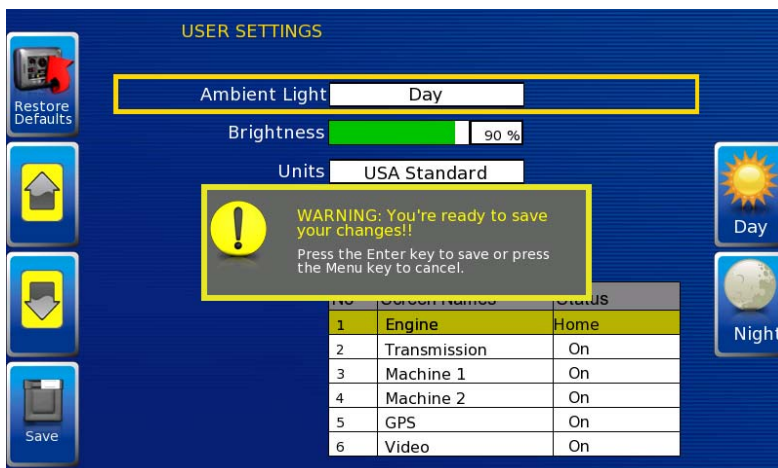 USER SETTINGS
Restore
Defaults
Ambient Light Day
Brightness 90 %
Units USA Standard
WARNING: You're ready to save
your changes!!
Press the Enter key to save or press
the Menu key to cancel.
Day
Night
No Screen Names Status
1 Engine Home
2 Transmission On
3 Machine 1 On
4 Machine 2 On
5 GPS On
6 Video On
Save